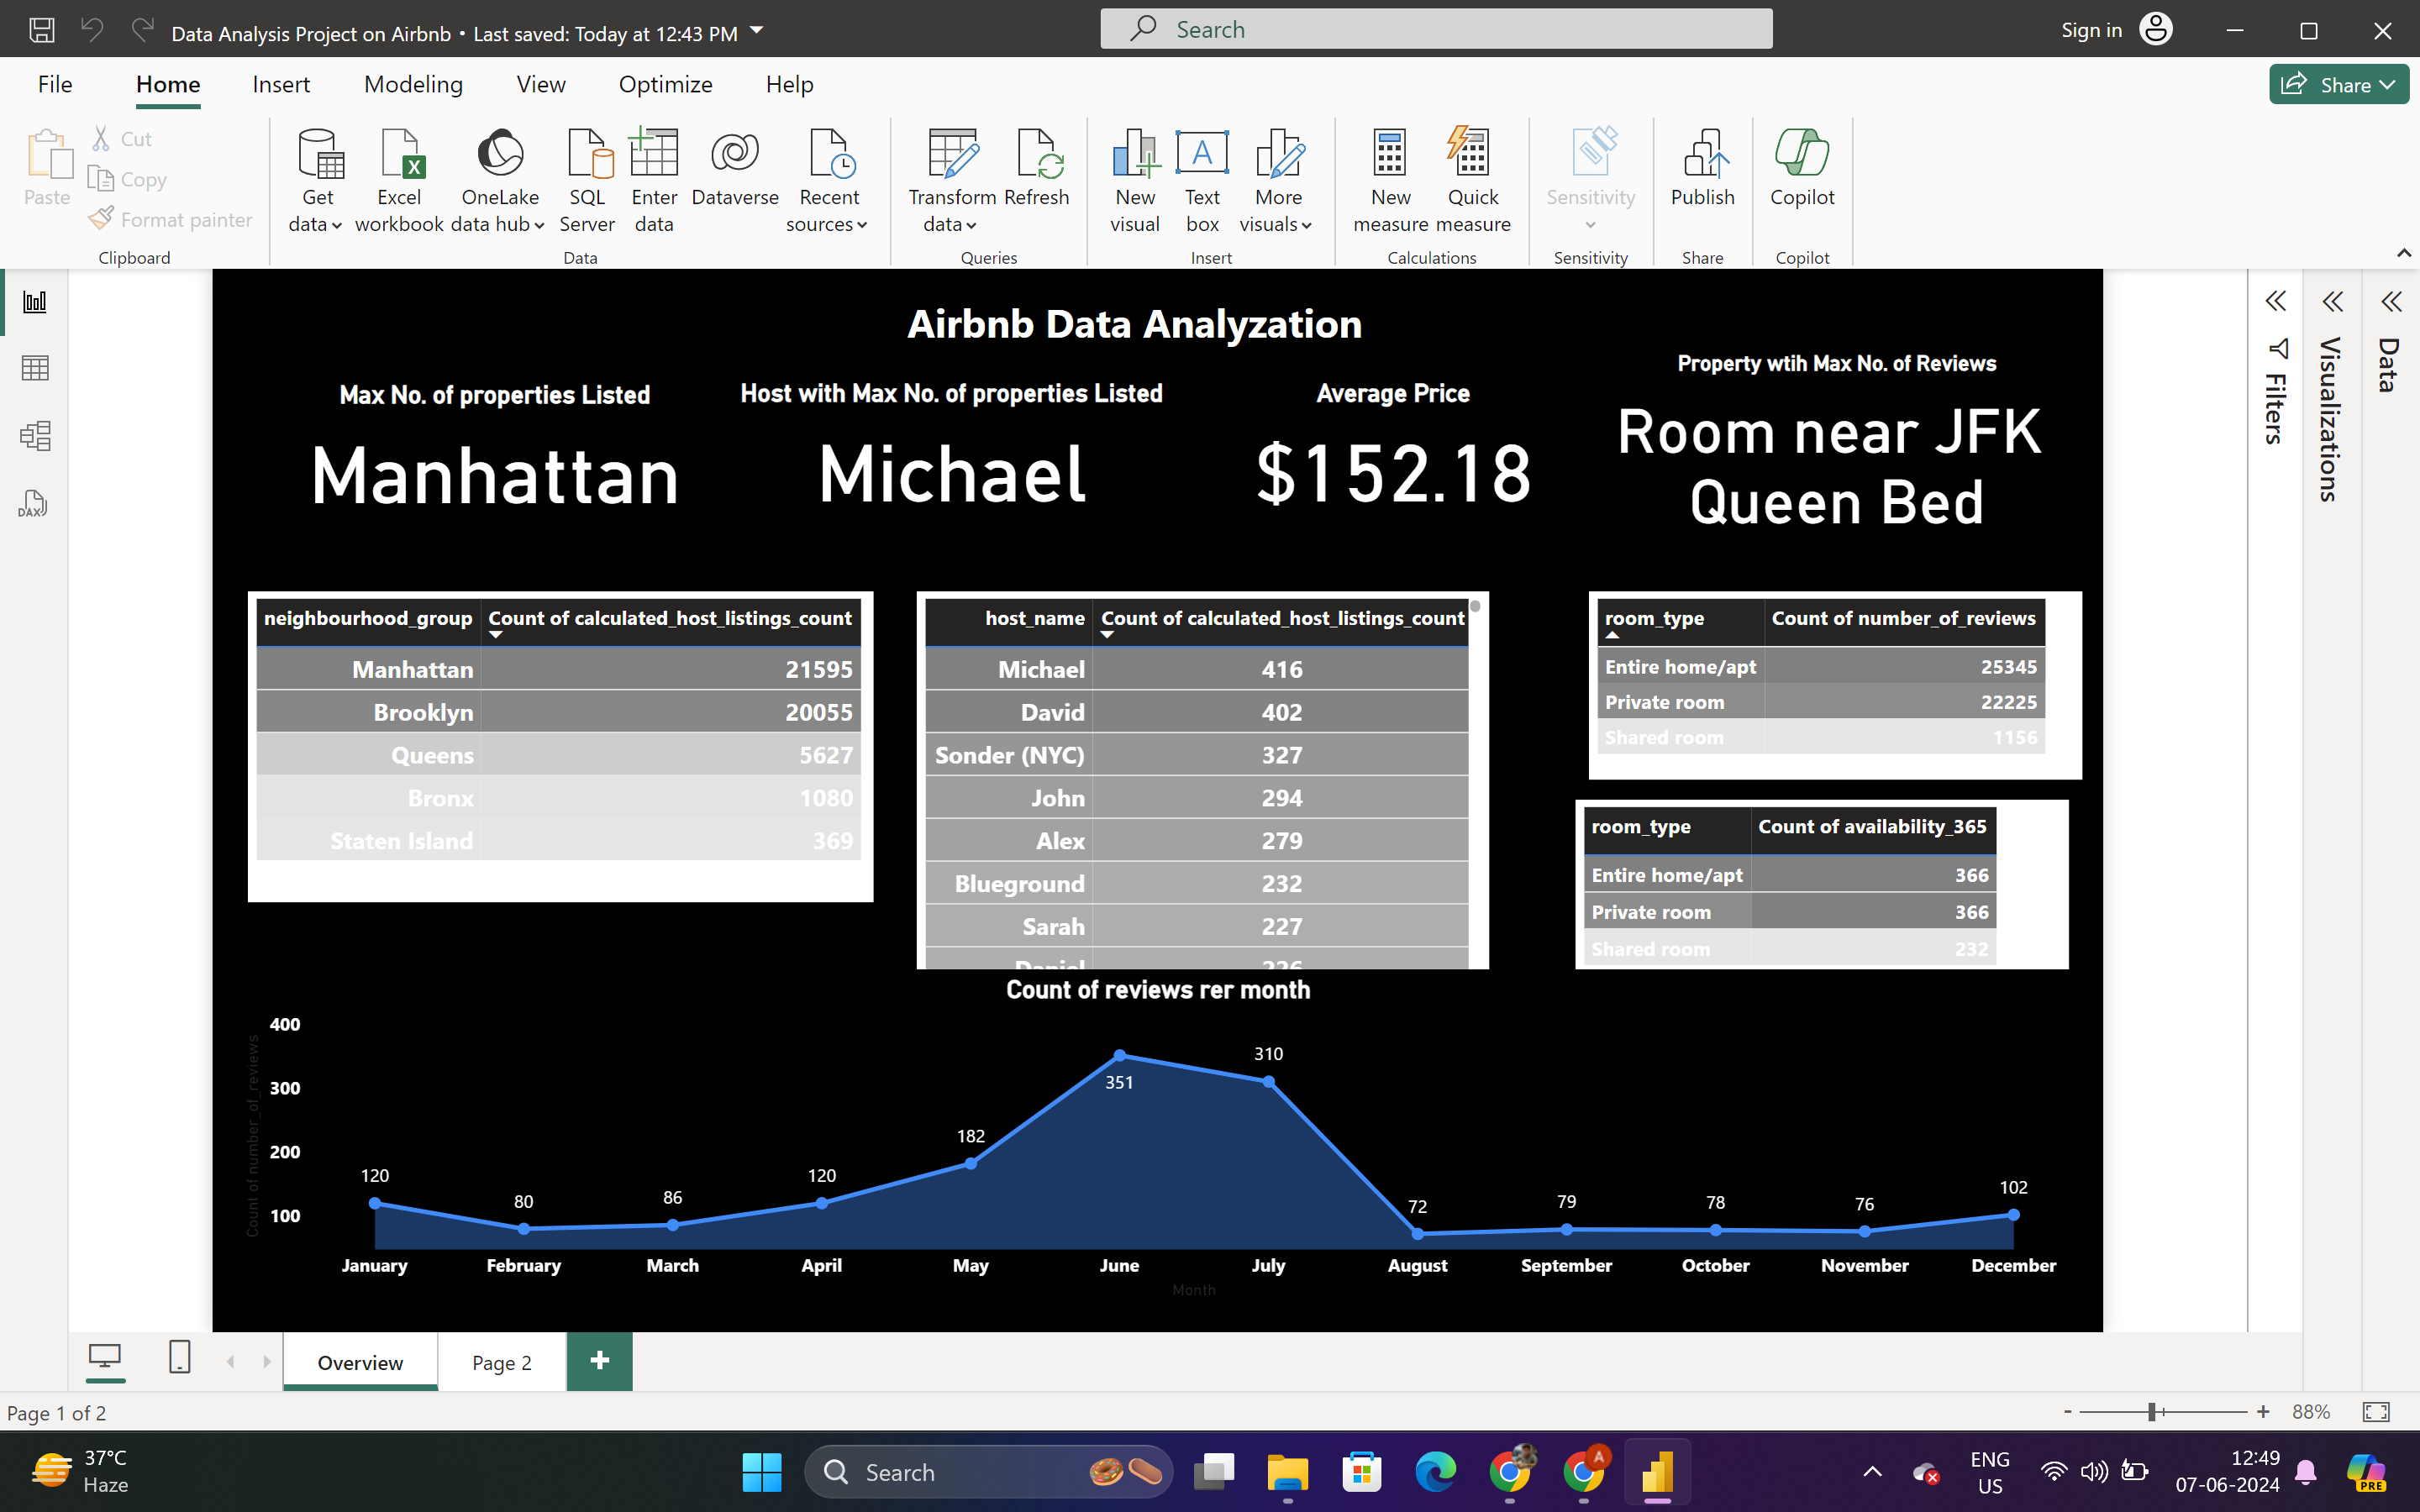 Data Analysis Project on Airbnb • Last saved: Today at 12:43 PM
Search
Sign in
File Home Insert Modeling View Optimize Help
Share
Paste
Cut
Copy
Format painter
Clipboard
Get data
Excel workbook
OneLake data hub
SQL Server
Enter data
Dataverse
Recent sources
Data
Transform data
Refresh
Queries
New visual
Text box
More visuals
Insert
New measure
Quick measure
Calculations
Sensitivity
Sensitivity
Publish
Share
Copilot
Copilot
DAX
Filters
Visualizations
Data
Airbnb Data Analyzation
Max No. of properties Listed
Manhattan
Host with Max No. of properties Listed
Michael
Average Price
$152.18
Property wtih Max No. of Reviews
Room near JFK
Queen Bed
neighbourhood_group Count of calculated_host_listings_count
Manhattan 21595
Brooklyn 20055
Queens 5627
Bronx 1080
Staten Island 369
host_name Count of calculated_host_listings_count
Michael 416
David 402
Sonder (NYC) 327
John 294
Alex 279
Blueground 232
Sarah 227
Daniel 226
room_type Count of number_of_reviews
Entire home/apt 25345
Private room 22225
Shared room 1156
room_type Count of availability_365
Entire home/apt 366
Private room 366
Shared room 232
Count of reviews rer month
Count of number_of_reviews
400
300
200
100
120 80 86 120 182 351 310 72 79 78 76 102
January February March April May June July August September October November December
Month
Overview Page 2 +
Page 1 of 2
- + 88%
37°C
Haze
Search
A
ENG
US
12:49
07-06-2024
PRE